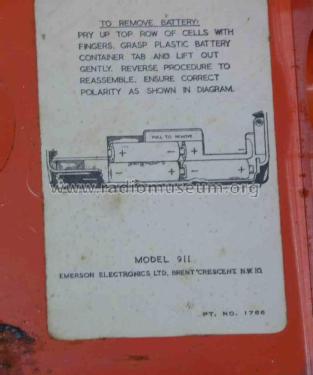 TO REMOVE BATTERY:
PRY UP TOP ROW OF CELLS WITH
FINGERS, GRASP PLASTIC BATTERY
CONTAINER TAB AND LIFT OUT
GENTLY. REVERSE PROCEDURE TO
REASSEMBLE, ENSURE CORRECT
POLARITY AS SHOWN IN DIAGRAM.
PULL TO REMOVE
+ - + -
- + - +
www.radiomuseum.org
MODEL 911
EMERSON ELECTRONICS LTD, BRENT CRESCENT N.W.10.
PT. NO. 1766